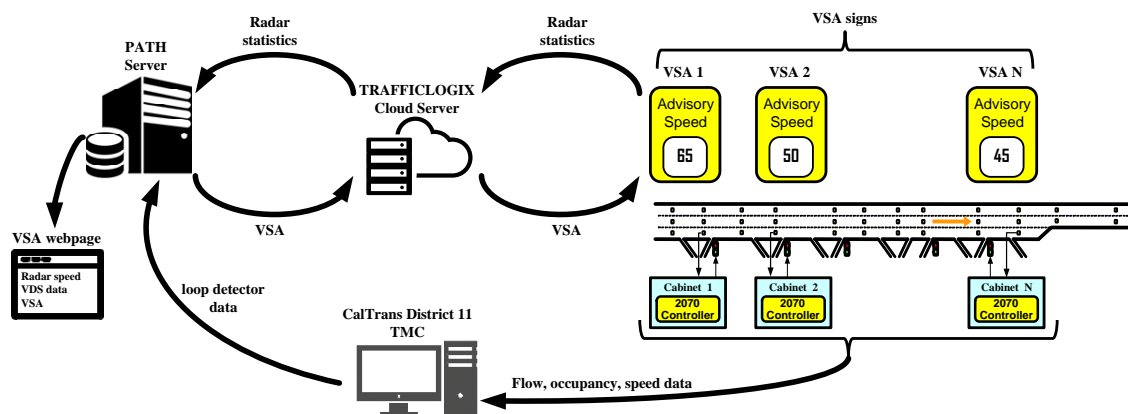 PATH
Server
Radar
statistics
TRAFFICLOGIX
Cloud Server
Radar
statistics
VSA signs
VSA 1
VSA 2
VSA N
Advisory
Speed
65
Advisory
Speed
50
Advisory
Speed
45
VSA
VSA
VSA webpage
Radar speed
VDS data
VSA
loop detector
data
CalTrans District 11
TMC
Cabinet 1
2070
Controller
Cabinet 2
2070
Controller
Cabinet N
2070
Controller
Flow, occupancy, speed data